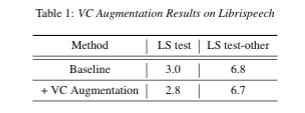 Table 1: VC Augmentation Results on Librispeech
Method | LS test | LS test-other
Baseline | 3.0 | 6.8
+ VC Augmentation | 2.8 | 6.7